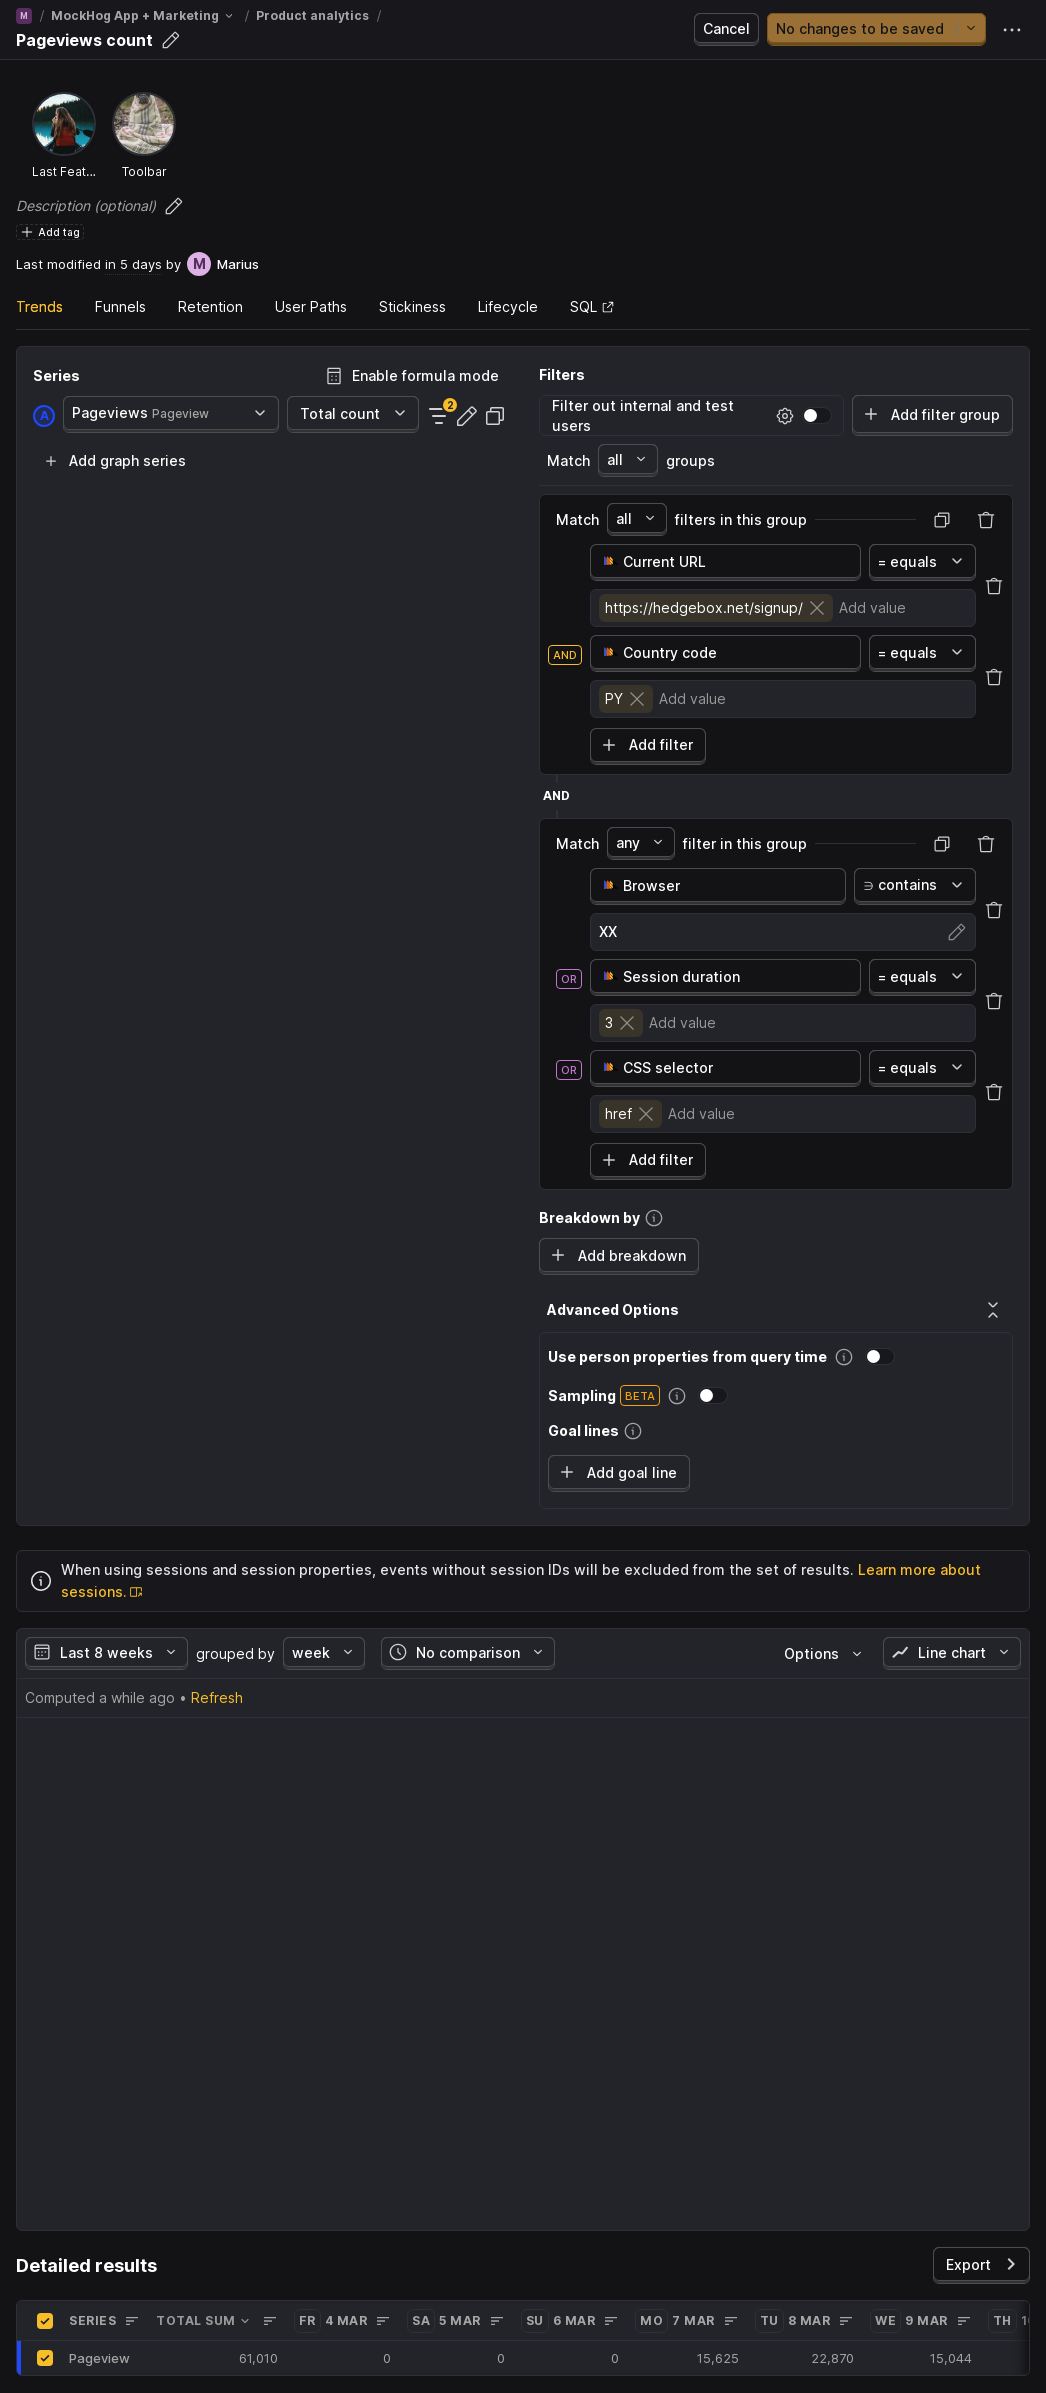 M / MockHog App + Marketing / Product analytics /
Pageviews count
Cancel
No changes to be saved
Last Feat...
Toolbar
Description (optional)
Add tag
Last modified in 5 days by M Marius
Trends Funnels Retention User Paths Stickiness Lifecycle SQL
Series
Enable formula mode
A Pageviews Pageview Total count 2
Add graph series
Filters
Filter out internal and test
users
Add filter group
Match all groups
Match all filters in this group
Current URL = equals
https://hedgebox.net/signup/ Add value
AND Country code = equals
PY Add value
Add filter
AND
Match any filter in this group
Browser ∋ contains
XX
OR Session duration = equals
3 Add value
OR CSS selector = equals
href Add value
Add filter
Breakdown by
Add breakdown
Advanced Options
Use person properties from query time
Sampling BETA
Goal lines
Add goal line
When using sessions and session properties, events without session IDs will be excluded from the set of results. Learn more about
sessions.
Last 8 weeks grouped by week No comparison Options Line chart
Computed a while ago • Refresh
Detailed results
Export
SERIES TOTAL SUM FR 4 MAR SA 5 MAR SU 6 MAR MO 7 MAR TU 8 MAR WE 9 MAR TH
Pageview 61,010 0 0 0 15,625 22,870 15,044